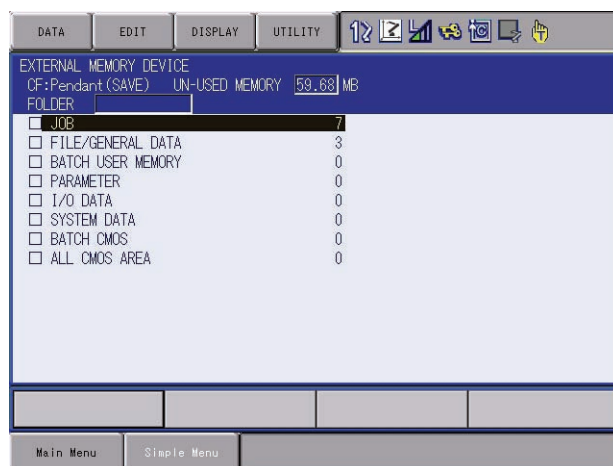 DATA EDIT DISPLAY UTILITY
EXTERNAL MEMORY DEVICE
CF:Pendant(SAVE) UN-USED MEMORY 59.68 MB
FOLDER
JOB 7
FILE/GENERAL DATA 3
BATCH USER MEMORY 0
PARAMETER 0
I/O DATA 0
SYSTEM DATA 0
BATCH CMOS 0
ALL CMOS AREA 0
Main Menu Simple Menu